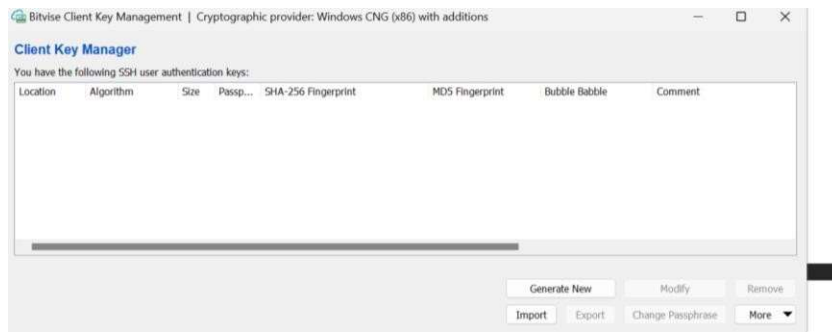 Bitvise Client Key Management | Cryptographic provider: Windows CNG (x86) with additions
Client Key Manager
You have the following SSH user authentication keys:
Location Algorithm Size Passp... SHA-256 Fingerprint MD5 Fingerprint Bubble Babble Comment
Generate New Modify Remove
Import Export Change Passphrase More